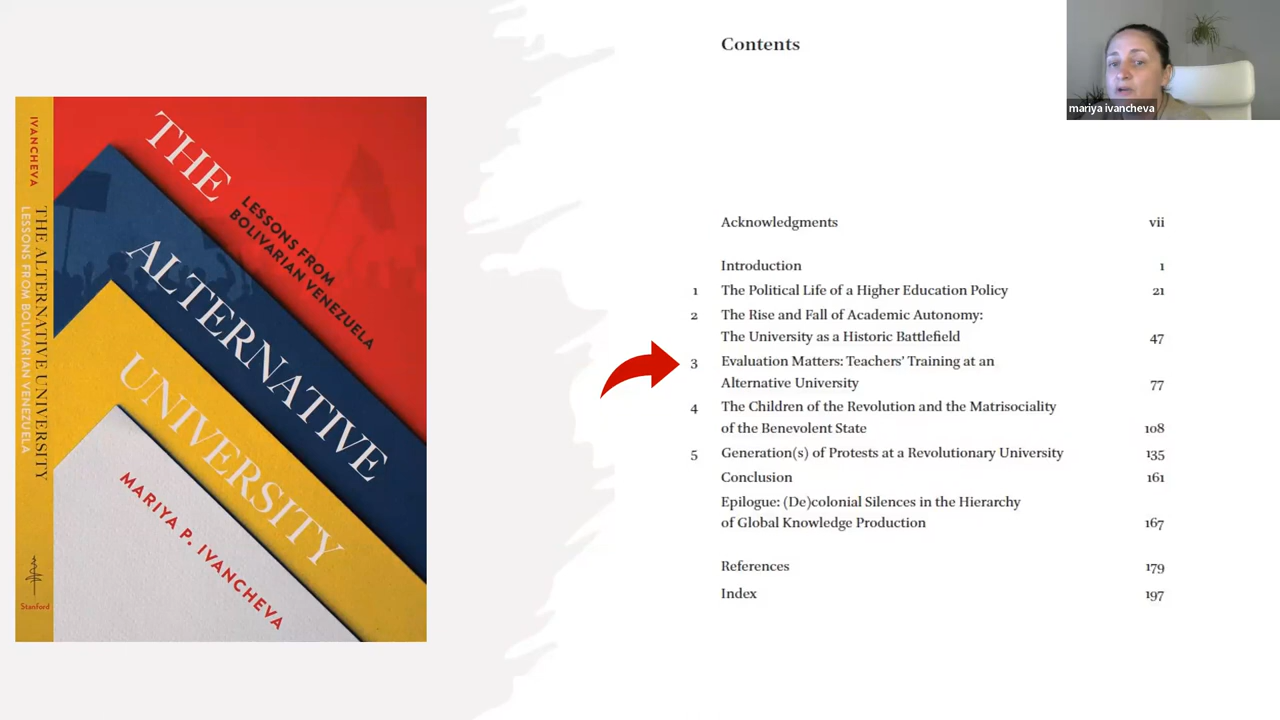 IVANCHEVA
THE ALTERNATIVE UNIVERSITY
LESSONS FROM BOLIVARIAN VENEZUELA
Stanford
THE
LESSONS FROM
BOLIVARIAN VENEZUELA
ALTERNATIVE
UNIVERSITY
MARIYA P. IVANCHEVA
Contents
Acknowledgments vii
Introduction 1
1 The Political Life of a Higher Education Policy 21
2 The Rise and Fall of Academic Autonomy:
The University as a Historic Battlefield 47
3 Evaluation Matters: Teachers’ Training at an
Alternative University 77
4 The Children of the Revolution and the Matrisociality
of the Benevolent State 108
5 Generation(s) of Protests at a Revolutionary University 135
Conclusion 161
Epilogue: (De)colonial Silences in the Hierarchy
of Global Knowledge Production 167
References 179
Index 197
mariya ivancheva